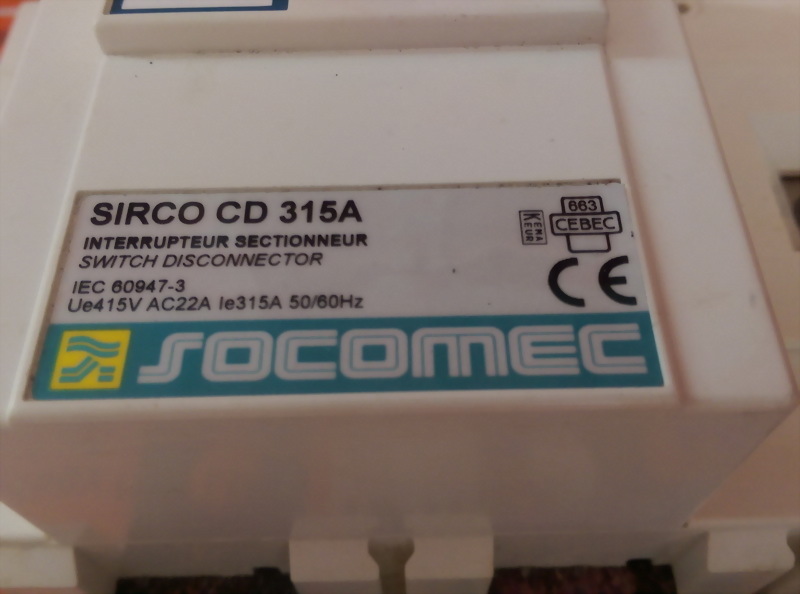 SIRCO CD 315A
INTERRUPTEUR SECTIONNEUR
SWITCH DISCONNECTOR
IEC 60947-3
Ue415V AC22A Ie315A 50/60Hz
KEMA
KEUR
663
CEBEC
CE
SOCOMEC